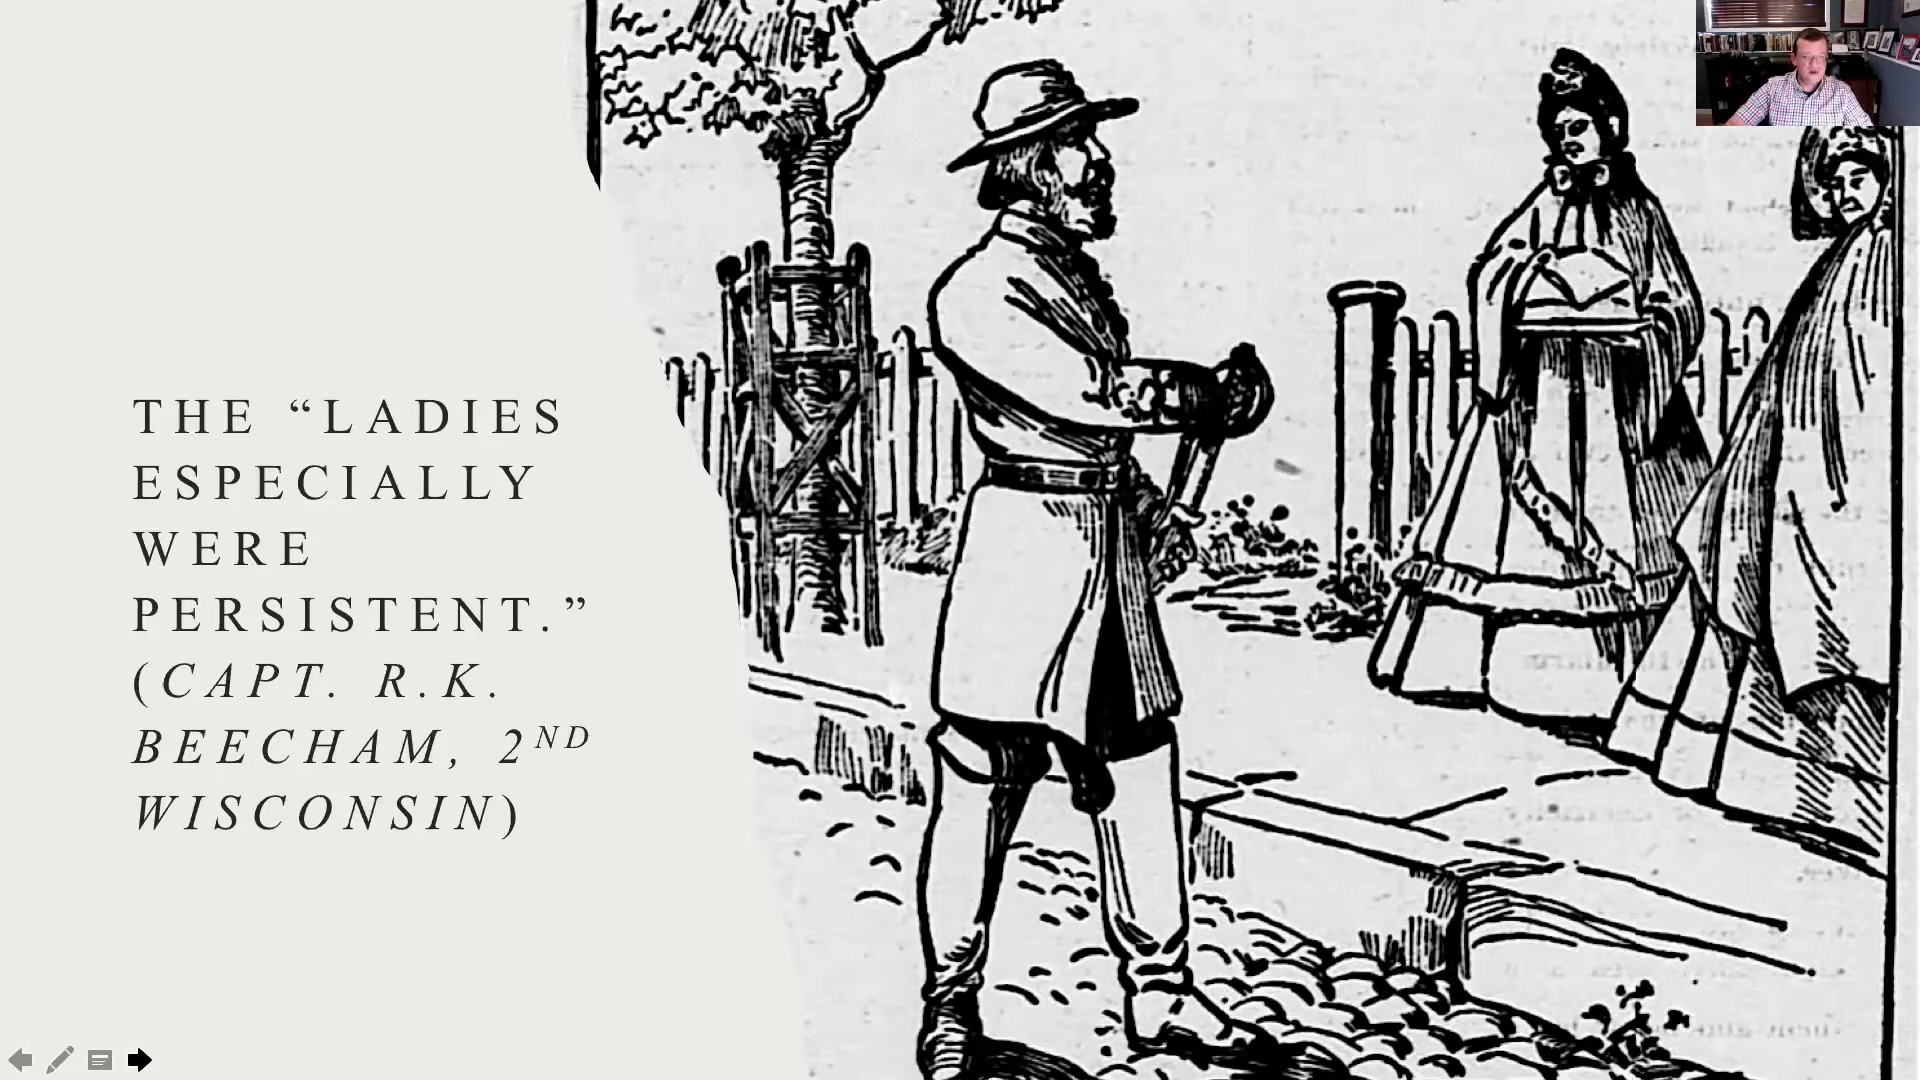 THE “LADIES
ESPECIALLY
WERE
PERSISTENT.”
(CAPT. R.K.
BEECHAM, 2ND
WISCONSIN)